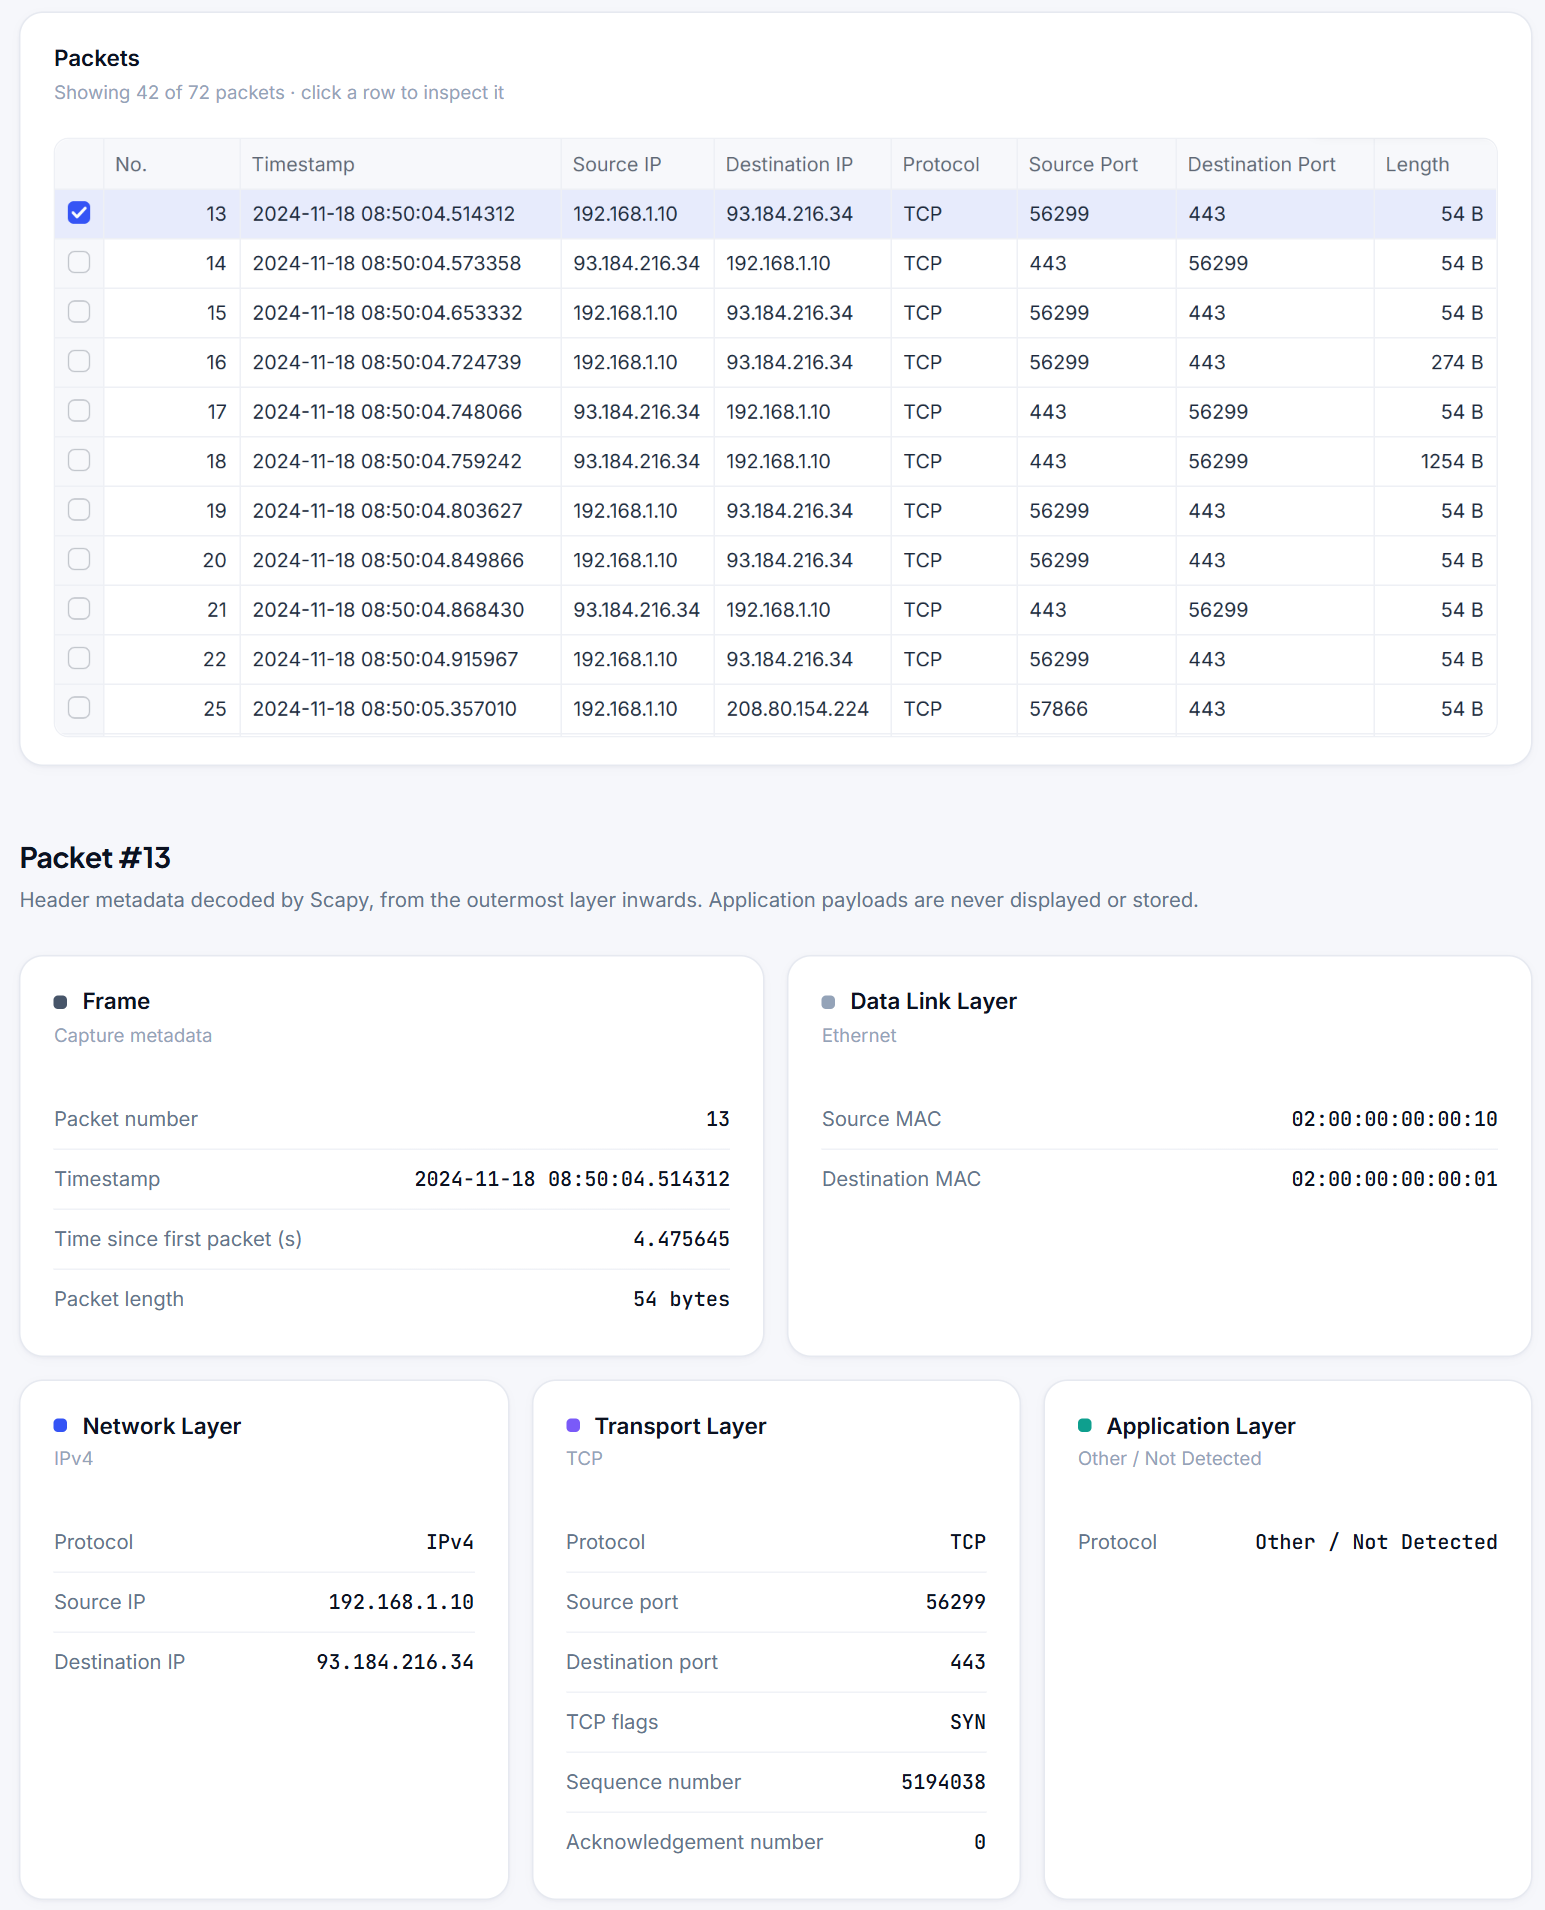 Packets
Showing 42 of 72 packets · click a row to inspect it
No. Timestamp Source IP Destination IP Protocol Source Port Destination Port Length
13 2024-11-18 08:50:04.514312 192.168.1.10 93.184.216.34 TCP 56299 443 54 B
14 2024-11-18 08:50:04.573358 93.184.216.34 192.168.1.10 TCP 443 56299 54 B
15 2024-11-18 08:50:04.653332 192.168.1.10 93.184.216.34 TCP 56299 443 54 B
16 2024-11-18 08:50:04.724739 192.168.1.10 93.184.216.34 TCP 56299 443 274 B
17 2024-11-18 08:50:04.748066 93.184.216.34 192.168.1.10 TCP 443 56299 54 B
18 2024-11-18 08:50:04.759242 93.184.216.34 192.168.1.10 TCP 443 56299 1254 B
19 2024-11-18 08:50:04.803627 192.168.1.10 93.184.216.34 TCP 56299 443 54 B
20 2024-11-18 08:50:04.849866 192.168.1.10 93.184.216.34 TCP 56299 443 54 B
21 2024-11-18 08:50:04.868430 93.184.216.34 192.168.1.10 TCP 443 56299 54 B
22 2024-11-18 08:50:04.915967 192.168.1.10 93.184.216.34 TCP 56299 443 54 B
25 2024-11-18 08:50:05.357010 192.168.1.10 208.80.154.224 TCP 57866 443 54 B
Packet #13
Header metadata decoded by Scapy, from the outermost layer inwards. Application payloads are never displayed or stored.
Frame
Capture metadata
Packet number 13
Timestamp 2024-11-18 08:50:04.514312
Time since first packet (s) 4.475645
Packet length 54 bytes
Data Link Layer
Ethernet
Source MAC 02:00:00:00:00:10
Destination MAC 02:00:00:00:00:01
Network Layer
IPv4
Protocol IPv4
Source IP 192.168.1.10
Destination IP 93.184.216.34
Transport Layer
TCP
Protocol TCP
Source port 56299
Destination port 443
TCP flags SYN
Sequence number 5194038
Acknowledgement number 0
Application Layer
Other / Not Detected
Protocol Other / Not Detected